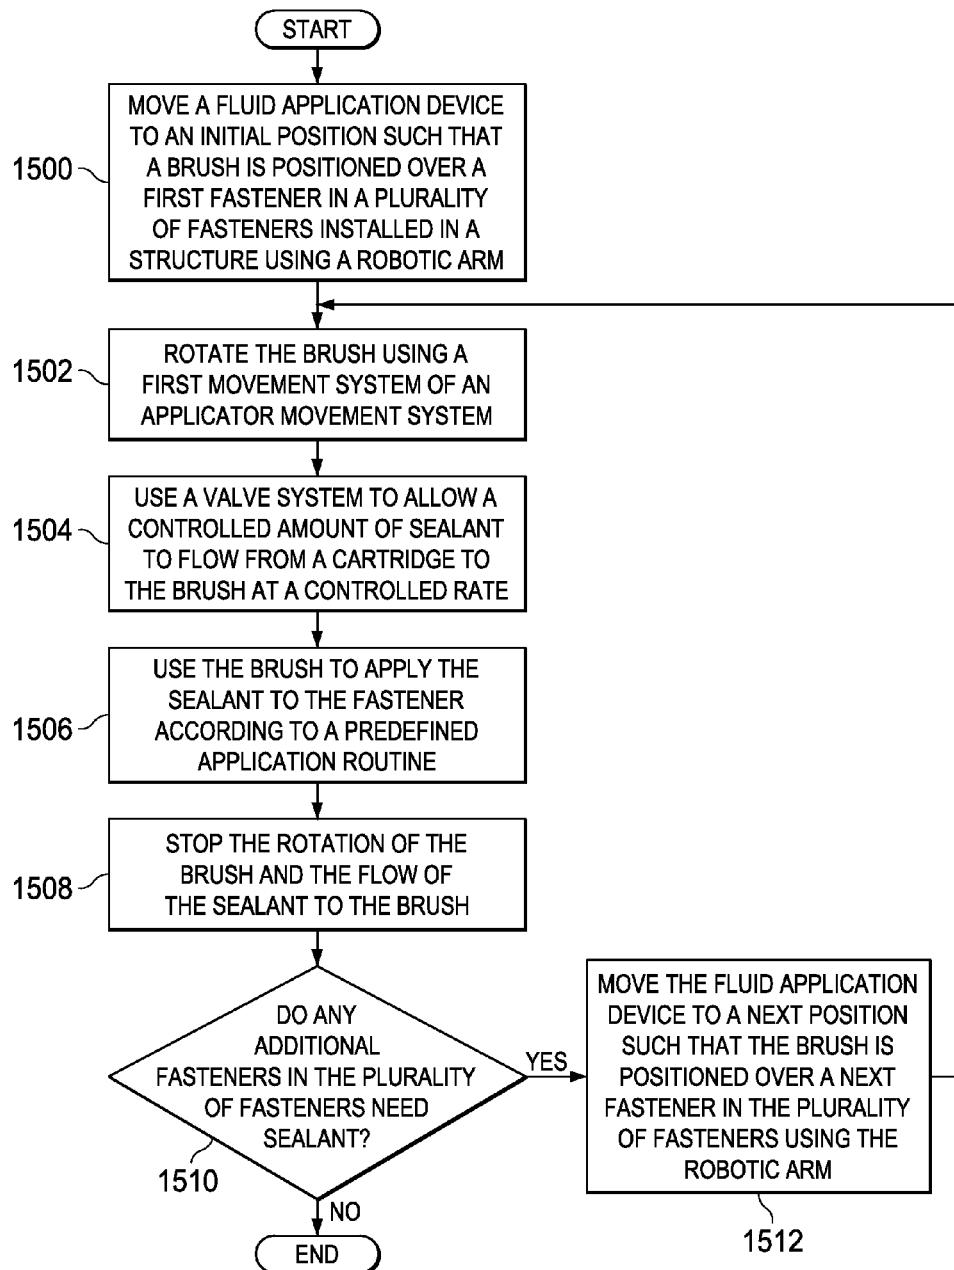 START
1500
MOVE A FLUID APPLICATION DEVICE
TO AN INITIAL POSITION SUCH THAT
A BRUSH IS POSITIONED OVER A
FIRST FASTENER IN A PLURALITY
OF FASTENERS INSTALLED IN A
STRUCTURE USING A ROBOTIC ARM
1502
ROTATE THE BRUSH USING A
FIRST MOVEMENT SYSTEM OF AN
APPLICATOR MOVEMENT SYSTEM
1504
USE A VALVE SYSTEM TO ALLOW A
CONTROLLED AMOUNT OF SEALANT
TO FLOW FROM A CARTRIDGE TO
THE BRUSH AT A CONTROLLED RATE
1506
USE THE BRUSH TO APPLY THE
SEALANT TO THE FASTENER
ACCORDING TO A PREDEFINED
APPLICATION ROUTINE
1508
STOP THE ROTATION OF THE
BRUSH AND THE FLOW OF
THE SEALANT TO THE BRUSH
DO ANY
ADDITIONAL
FASTENERS IN THE PLURALITY
OF FASTENERS NEED
SEALANT?
1510
YES
MOVE THE FLUID APPLICATION
DEVICE TO A NEXT POSITION
SUCH THAT THE BRUSH IS
POSITIONED OVER A NEXT
FASTENER IN THE PLURALITY
OF FASTENERS USING THE
ROBOTIC ARM
1512
NO
END